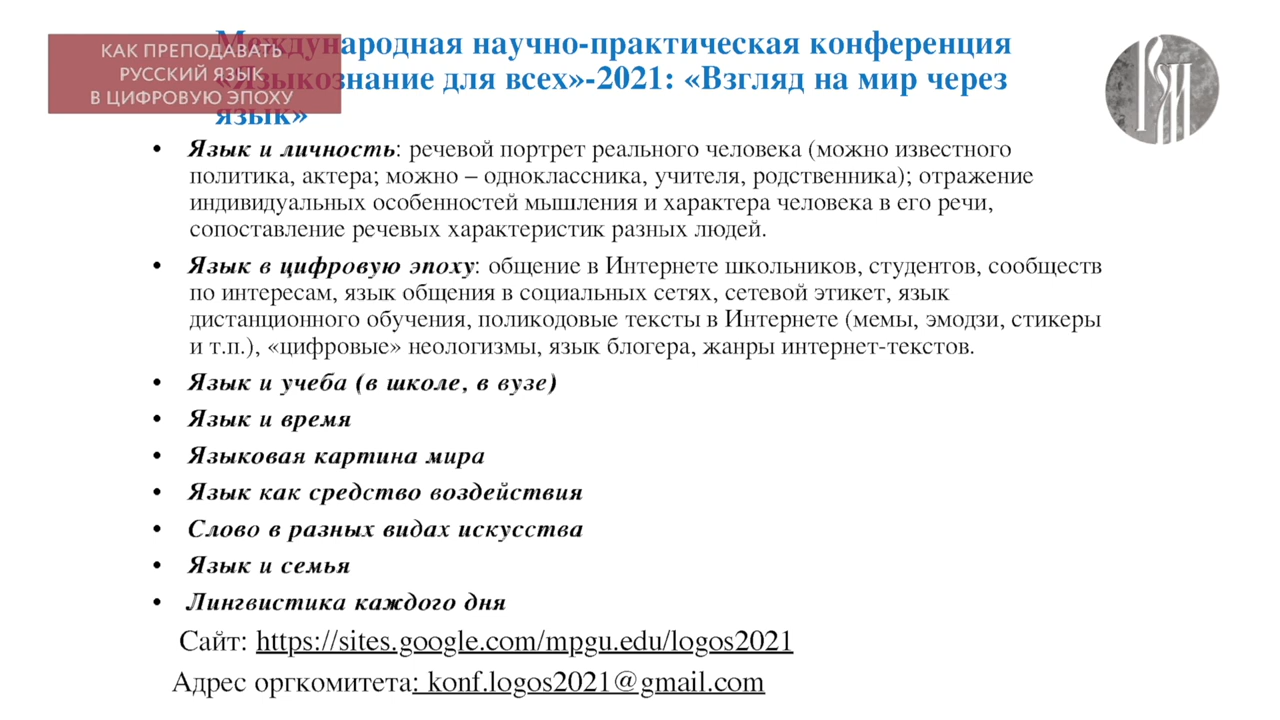 КАК ПРЕПОДАВАТЬ
РУССКИЙ ЯЗЫК
В ЦИФРОВУЮ ЭПОХУ
Международная научно-практическая конференция
«Языкознание для всех»-2021: «Взгляд на мир через
язык»
• Язык и личность: речевой портрет реального человека (можно известного
политика, актера; можно – одноклассника, учителя, родственника); отражение
индивидуальных особенностей мышления и характера человека в его речи,
сопоставление речевых характеристик разных людей.
• Язык в цифровую эпоху: общение в Интернете школьников, студентов, сообществ
по интересам, язык общения в социальных сетях, сетевой этикет, язык
дистанционного обучения, поликодовые тексты в Интернете (мемы, эмодзи, стикеры
и т.п.), «цифровые» неологизмы, язык блогера, жанры интернет-текстов.
• Язык и учеба (в школе, в вузе)
• Язык и время
• Языковая картина мира
• Язык как средство воздействия
• Слово в разных видах искусства
• Язык и семья
• Лингвистика каждого дня
Сайт: https://sites.google.com/mpgu.edu/logos2021
Адрес оргкомитета: konf.logos2021@gmail.com